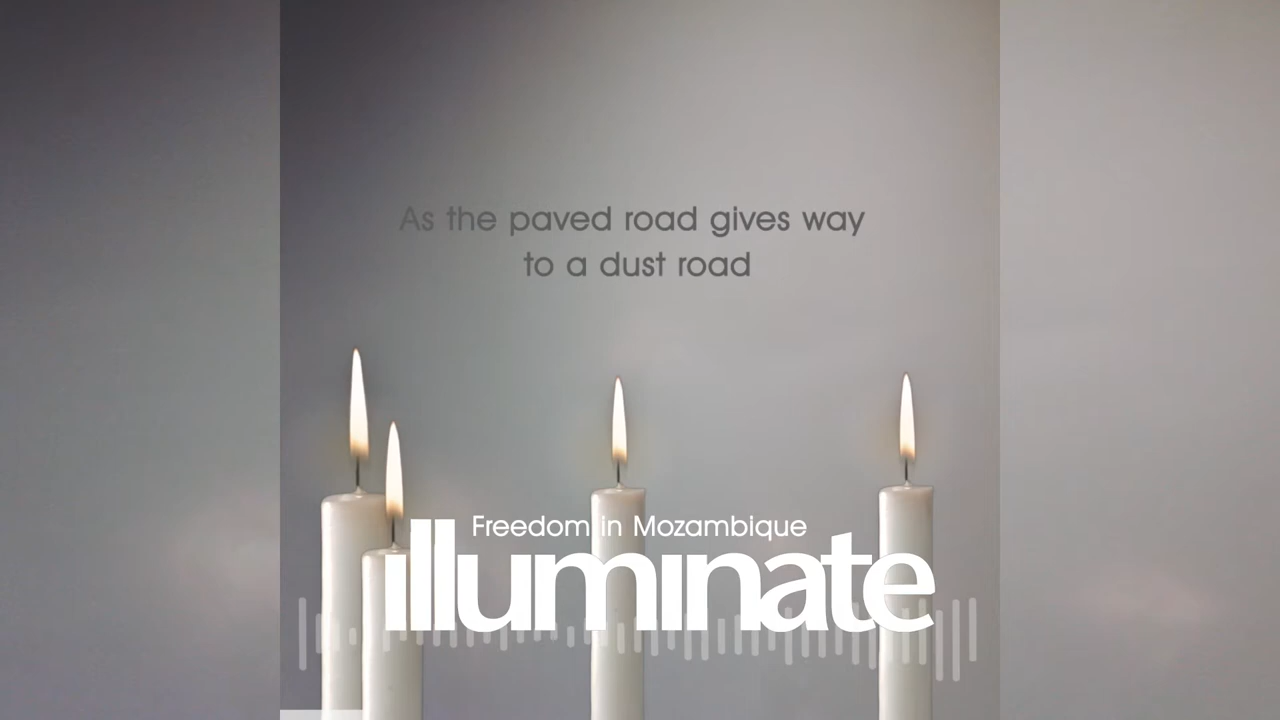 As the paved road gives way
to a dust road
Freedom in Mozambique
illuminate